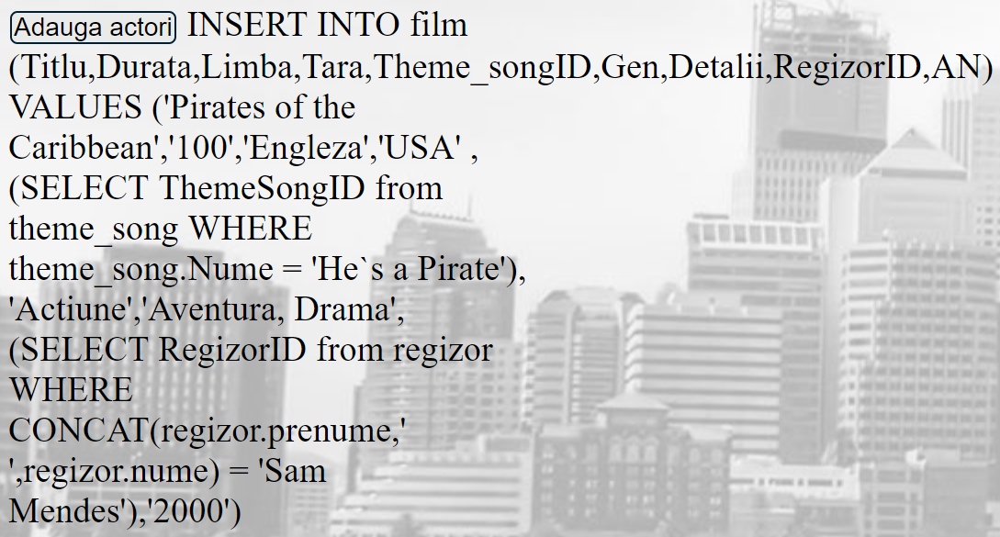 Adauga actori INSERT INTO film
(Titlu,Durata,Limba,Tara,Theme_songID,Gen,Detalii,RegizorID,AN)
VALUES ('Pirates of the
Caribbean','100','Engleza','USA' ,
(SELECT ThemeSongID from
theme_song WHERE
theme_song.Nume = 'He`s a Pirate'),
'Actiune','Aventura, Drama',
(SELECT RegizorID from regizor
WHERE
CONCAT(regizor.prenume,'
',regizor.nume) = 'Sam
Mendes'),'2000')